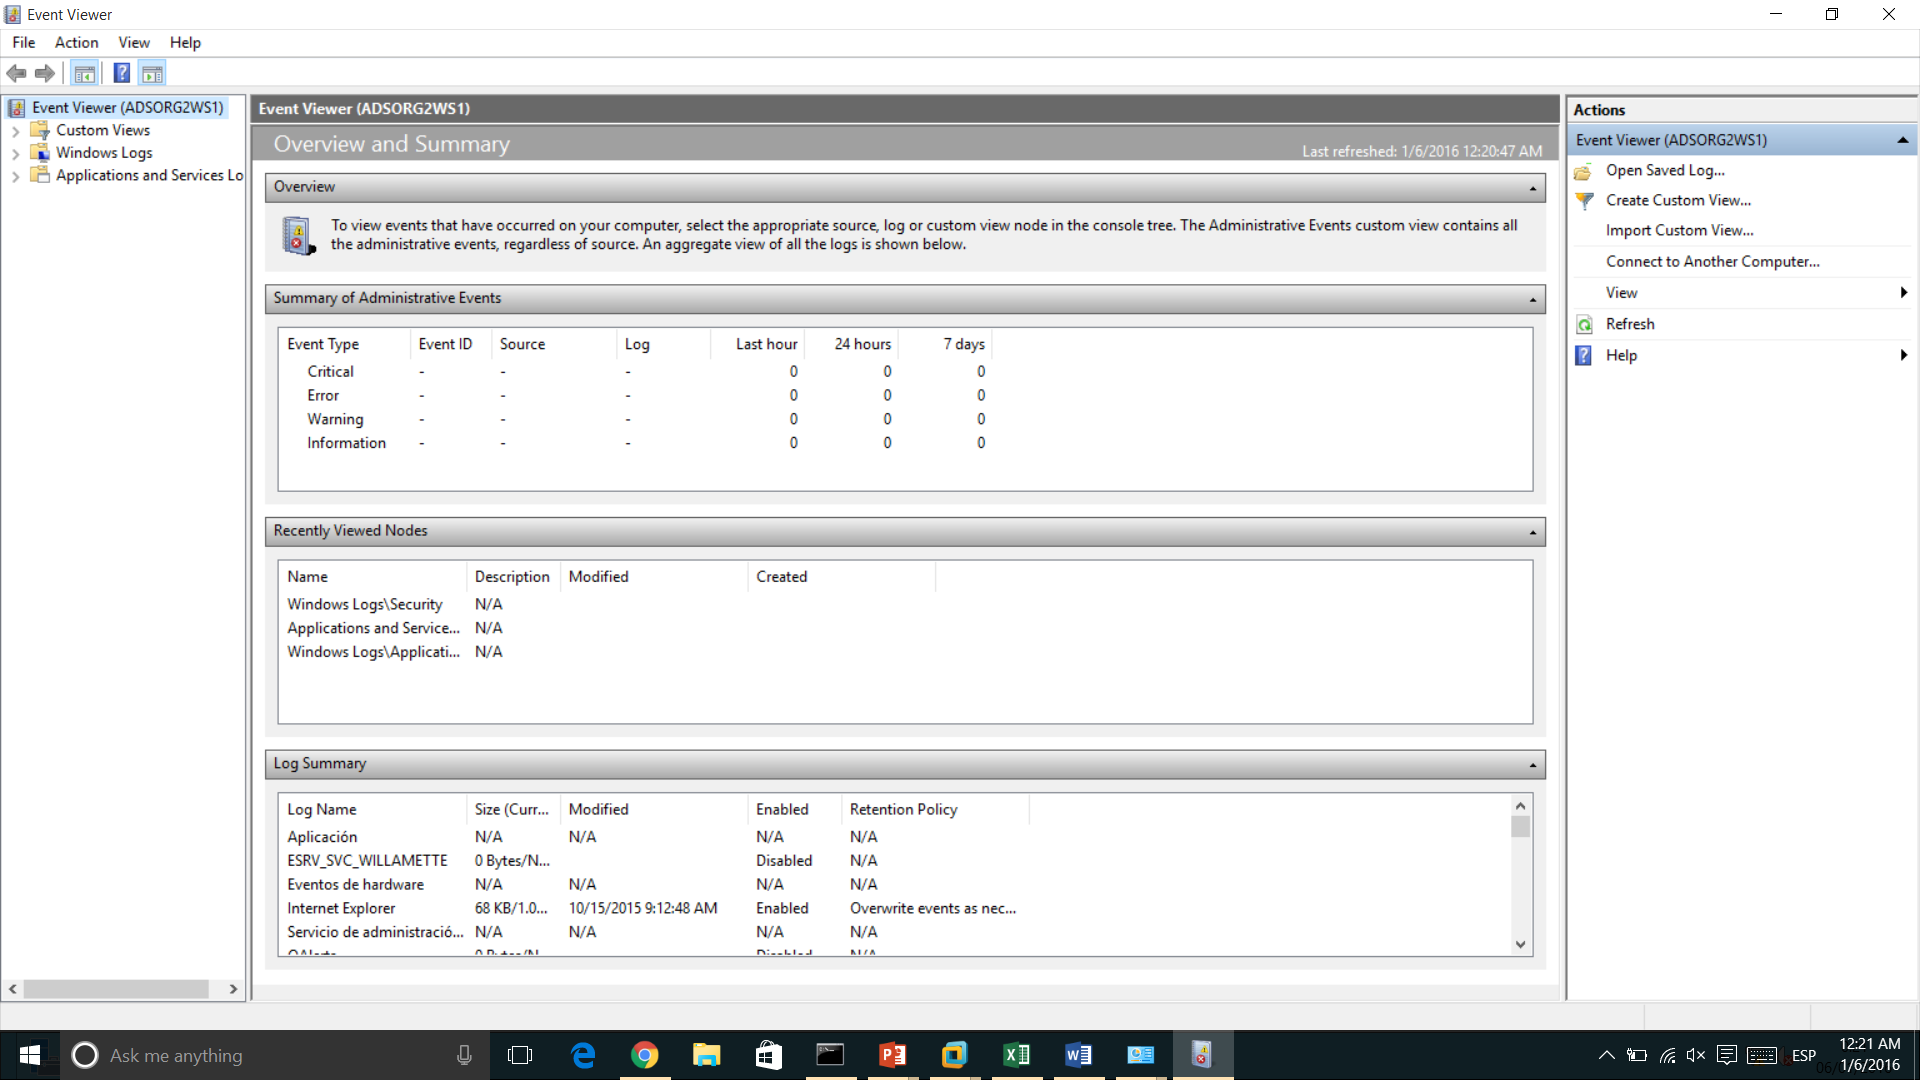 Event Viewer
File Action View Help
Event Viewer (ADSORG2WS1)
Custom Views
Windows Logs
Applications and Services Lo
Event Viewer (ADSORG2WS1)
Overview and Summary
Last refreshed: 1/6/2016 12:20:47 AM
Overview
To view events that have occurred on your computer, select the appropriate source, log or custom view node in the console tree. The Administrative Events custom view contains all
the administrative events, regardless of source. An aggregate view of all the logs is shown below.
Summary of Administrative Events
Event Type Event ID Source Log Last hour 24 hours 7 days
Critical - - - 0 0 0
Error - - - 0 0 0
Warning - - - 0 0 0
Information - - - 0 0 0
Recently Viewed Nodes
Name Description Modified Created
Windows Logs\Security N/A
Applications and Service... N/A
Windows Logs\Applicati... N/A
Log Summary
Log Name Size (Curr... Modified Enabled Retention Policy
Aplicación N/A N/A N/A N/A
ESRV_SVC_WILLAMETTE 0 Bytes/N... Disabled N/A
Eventos de hardware N/A N/A N/A N/A
Internet Explorer 68 KB/1.0... 10/15/2015 9:12:48 AM Enabled Overwrite events as nec...
Servicio de administració... N/A N/A N/A N/A
Actions
Event Viewer (ADSORG2WS1)
Open Saved Log...
Create Custom View...
Import Custom View...
Connect to Another Computer...
View
Refresh
Help
Ask me anything
ESP
12:21 AM
1/6/2016